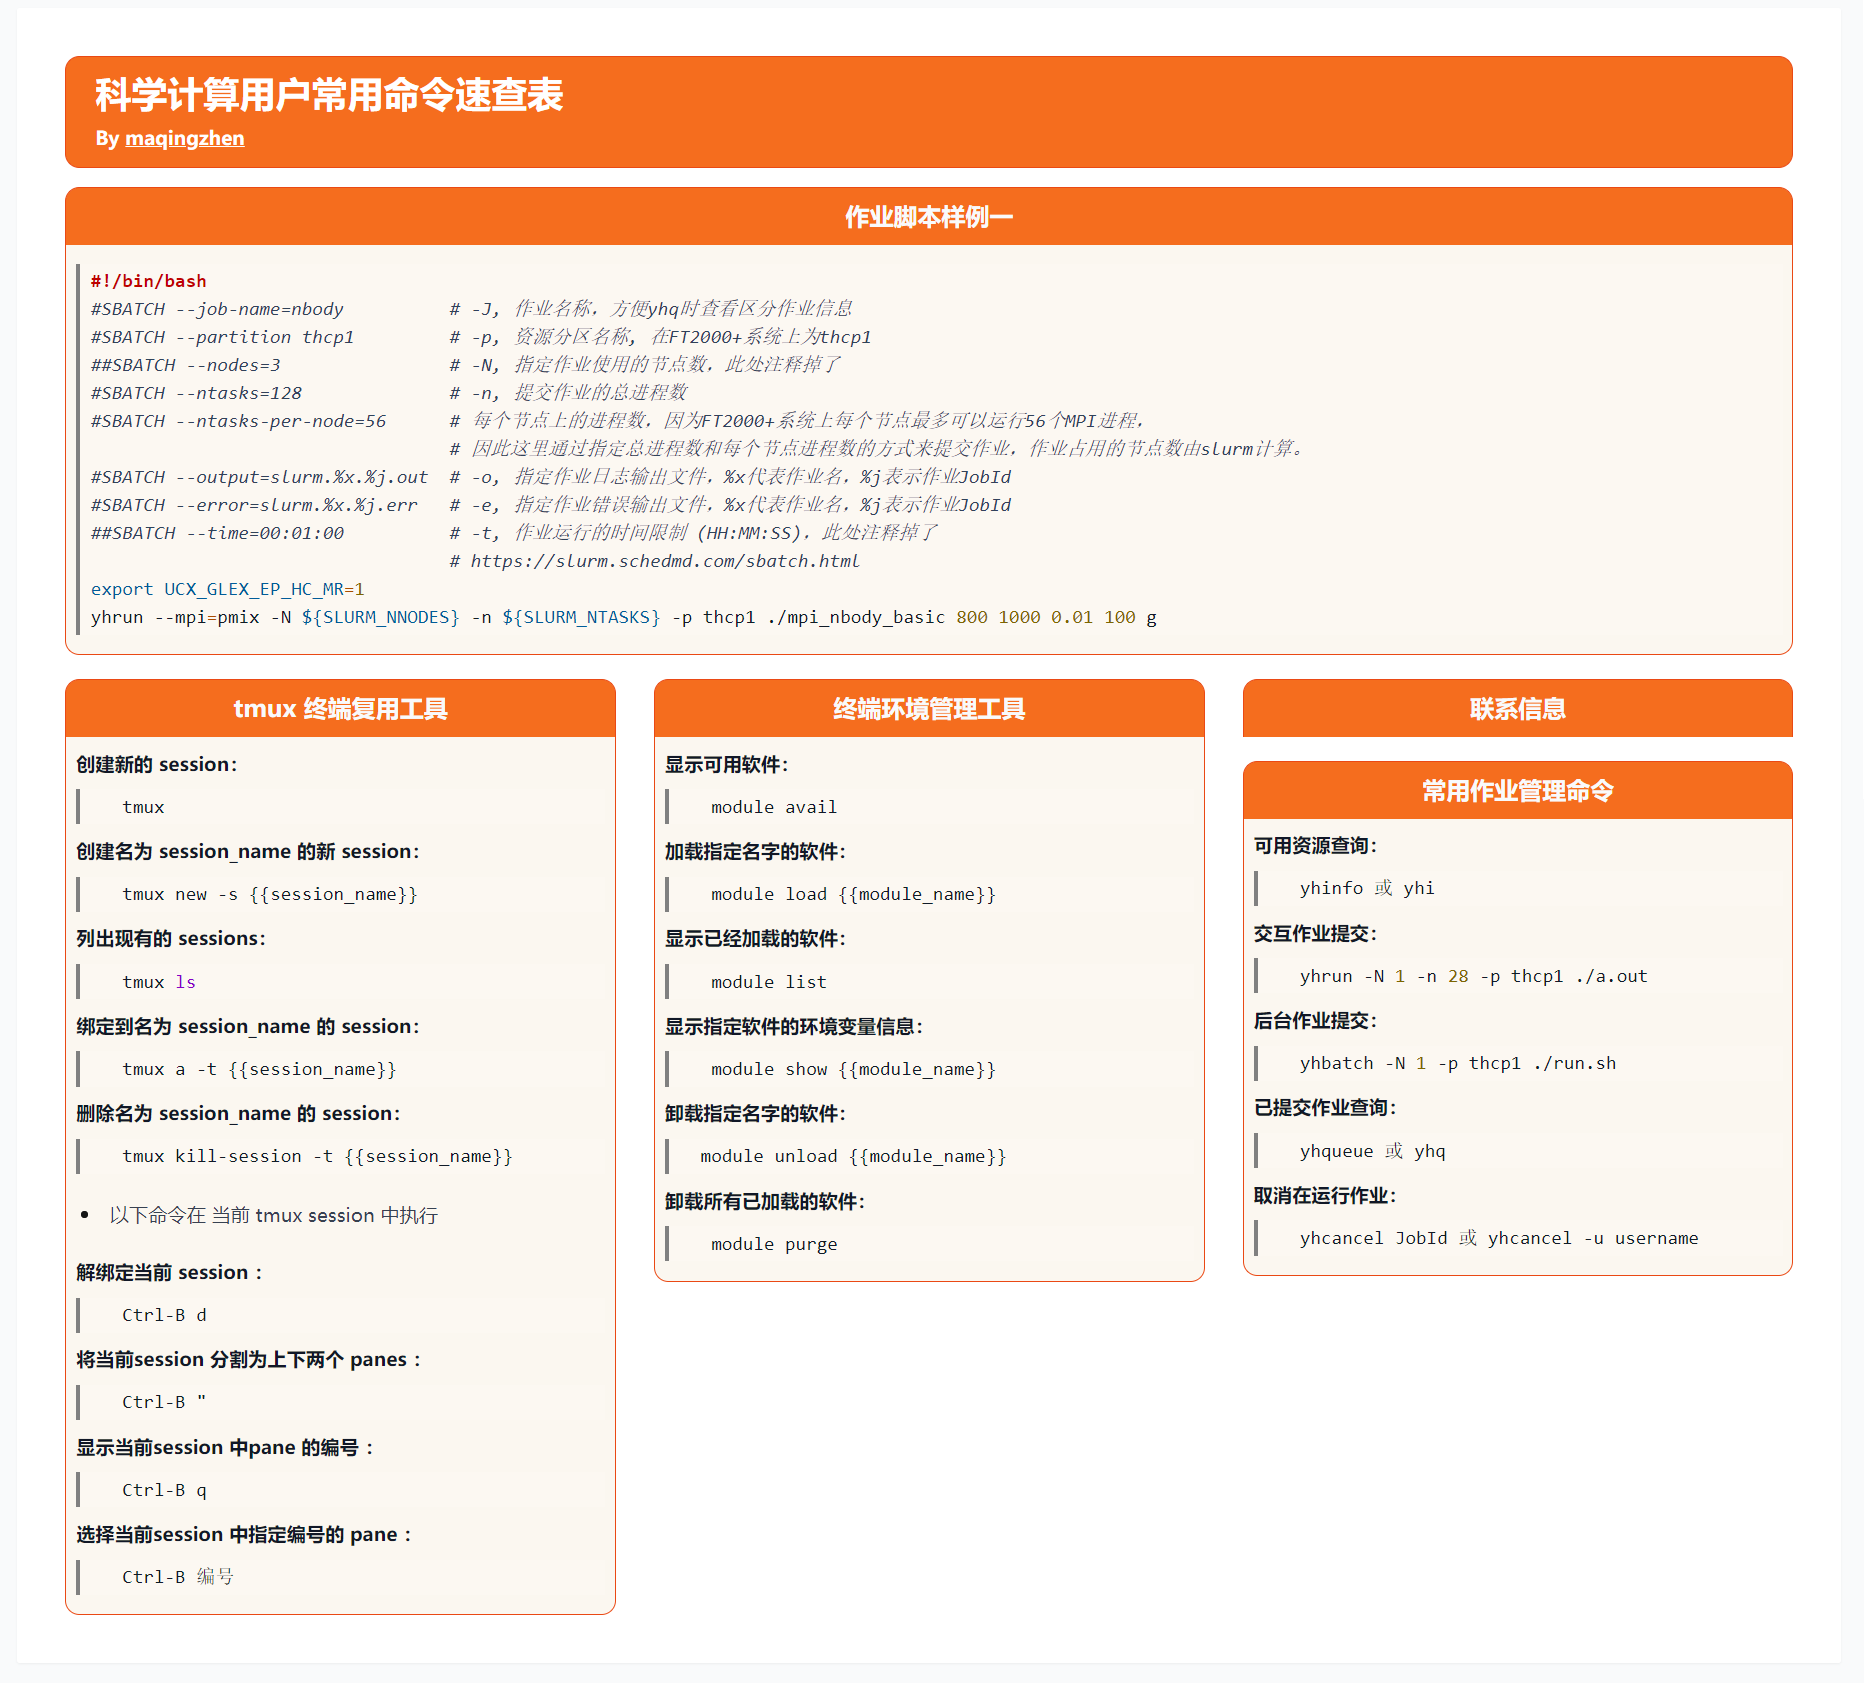 科学计算用户常用命令速查表
By maqingzhen
作业脚本样例一
#!/bin/bash
#SBATCH --job-name=nbody          # -J, 作业名称，方便yhq时查看区分作业信息
#SBATCH --partition thcp1         # -p, 资源分区名称, 在FT2000+系统上为thcp1
##SBATCH --nodes=3                # -N, 指定作业使用的节点数，此处注释掉了
#SBATCH --ntasks=128              # -n, 提交作业的总进程数
#SBATCH --ntasks-per-node=56      # 每个节点上的进程数，因为FT2000+系统上每个节点最多可以运行56个MPI进程，
# 因此这里通过指定总进程数和每个节点进程数的方式来提交作业，作业占用的节点数由slurm计算。
#SBATCH --output=slurm.%x.%j.out  # -o, 指定作业日志输出文件，%x代表作业名，%j表示作业JobId
#SBATCH --error=slurm.%x.%j.err   # -e, 指定作业错误输出文件，%x代表作业名，%j表示作业JobId
##SBATCH --time=00:01:00          # -t, 作业运行的时间限制 (HH:MM:SS)，此处注释掉了
# https://slurm.schedmd.com/sbatch.html
export UCX_GLEX_EP_HC_MR=1
yhrun --mpi=pmix -N ${SLURM_NNODES} -n ${SLURM_NTASKS} -p thcp1 ./mpi_nbody_basic 800 1000 0.01 100 g
tmux 终端复用工具
创建新的 session：
tmux
创建名为 session_name 的新 session：
tmux new -s {{session_name}}
列出现有的 sessions：
tmux ls
绑定到名为 session_name 的 session：
tmux a -t {{session_name}}
删除名为 session_name 的 session：
tmux kill-session -t {{session_name}}
• 以下命令在 当前 tmux session 中执行
解绑定当前 session ：
Ctrl-B d
将当前session 分割为上下两个 panes ：
Ctrl-B "
显示当前session 中pane 的编号 ：
Ctrl-B q
选择当前session 中指定编号的 pane ：
Ctrl-B 编号
终端环境管理工具
显示可用软件：
module avail
加载指定名字的软件：
module load {{module_name}}
显示已经加载的软件：
module list
显示指定软件的环境变量信息：
module show {{module_name}}
卸载指定名字的软件：
module unload {{module_name}}
卸载所有已加载的软件：
module purge
联系信息
常用作业管理命令
可用资源查询：
yhinfo 或 yhi
交互作业提交：
yhrun -N 1 -n 28 -p thcp1 ./a.out
后台作业提交：
yhbatch -N 1 -p thcp1 ./run.sh
已提交作业查询：
yhqueue 或 yhq
取消在运行作业：
yhcancel JobId 或 yhcancel -u username